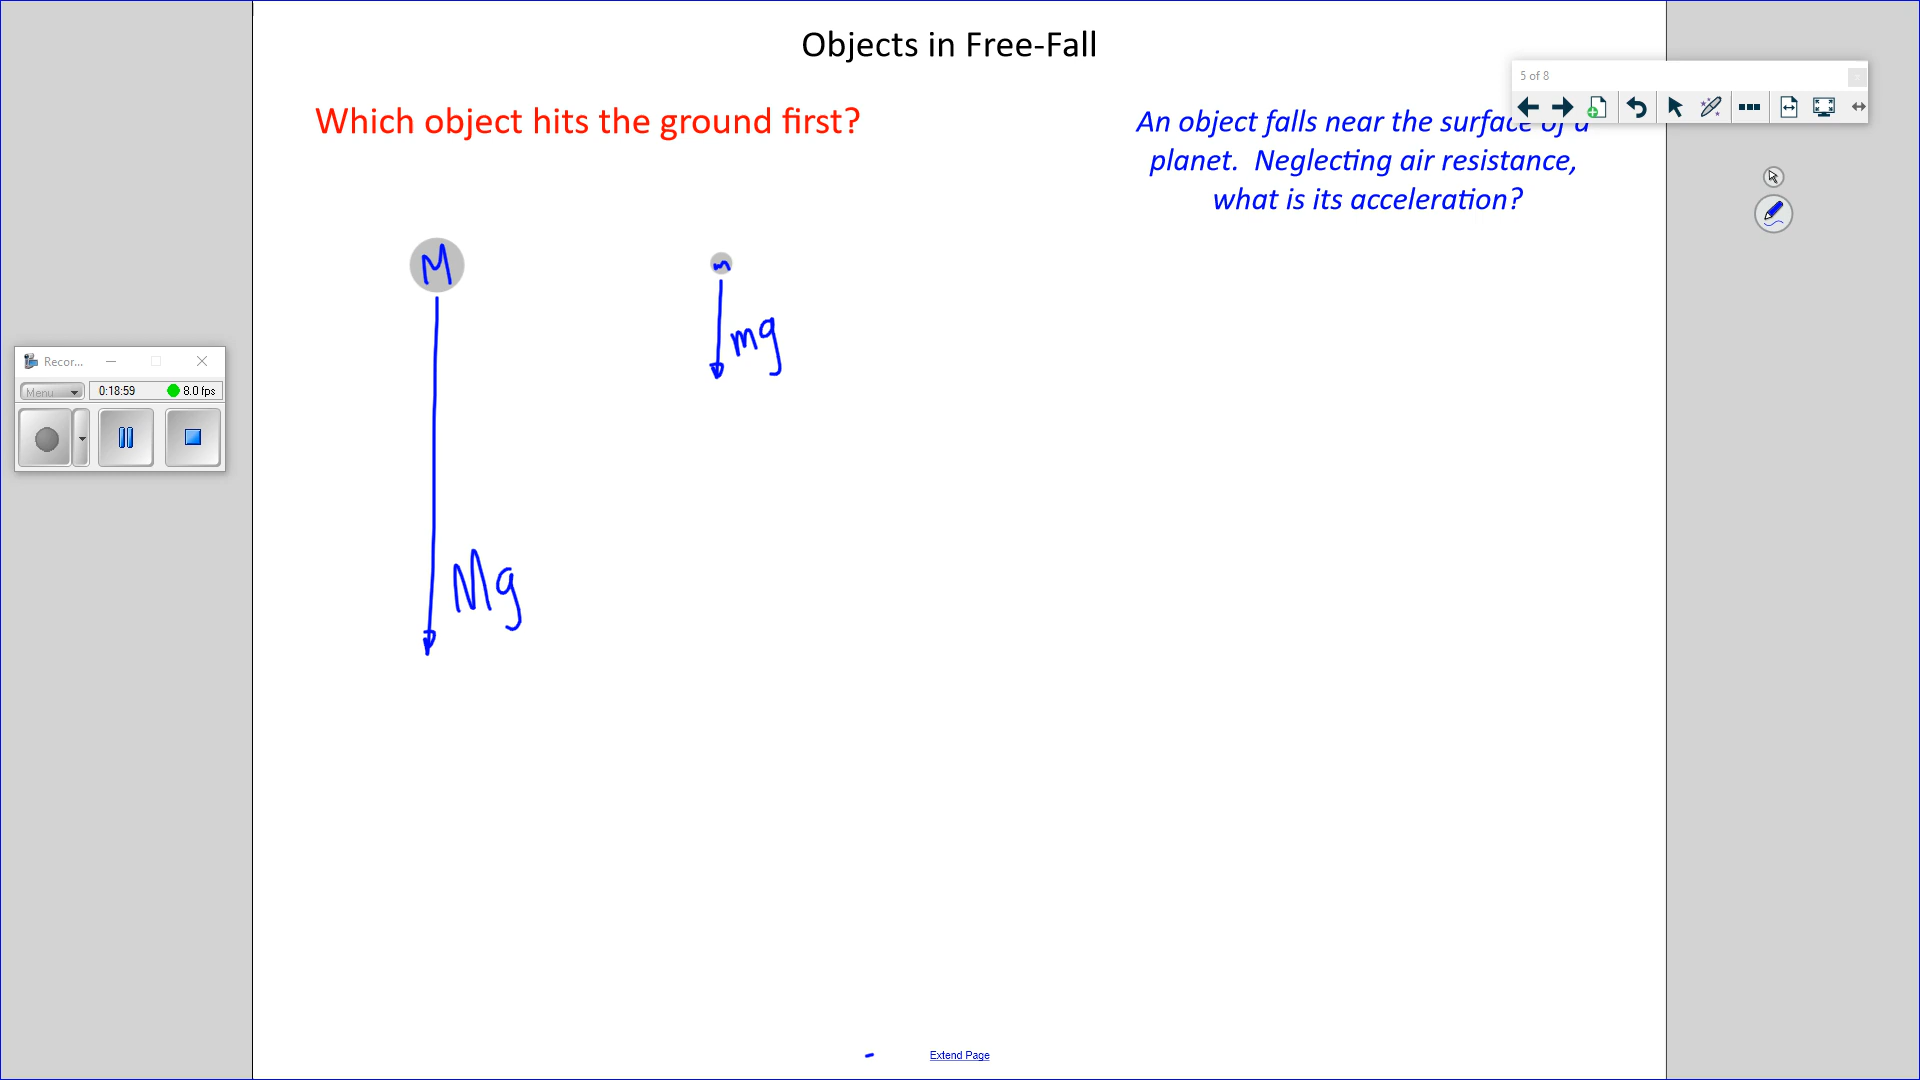 Objects in Free-Fall
Which object hits the ground first?
5 of 8
An object falls near the surface of a
planet. Neglecting air resistance,
what is its acceleration?
M
m
mg
Recor...
Menu
0:18:59
8.0 fps
Mg
Extend Page